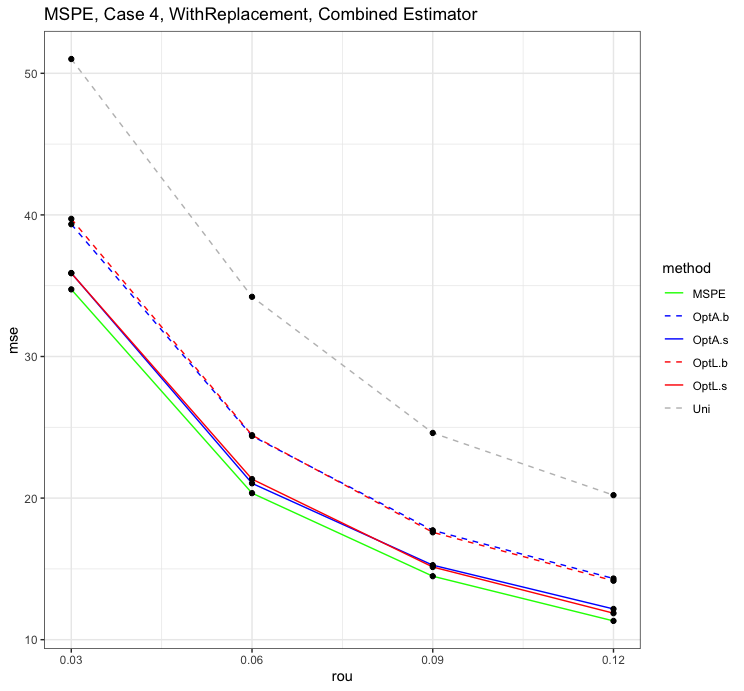 MSPE, Case 4, WithReplacement, Combined Estimator
50
40
30
20
10
mse
0.03
0.06
0.09
0.12
rou
method
MSPE
OptA.b
OptA.s
OptL.b
OptL.s
Uni